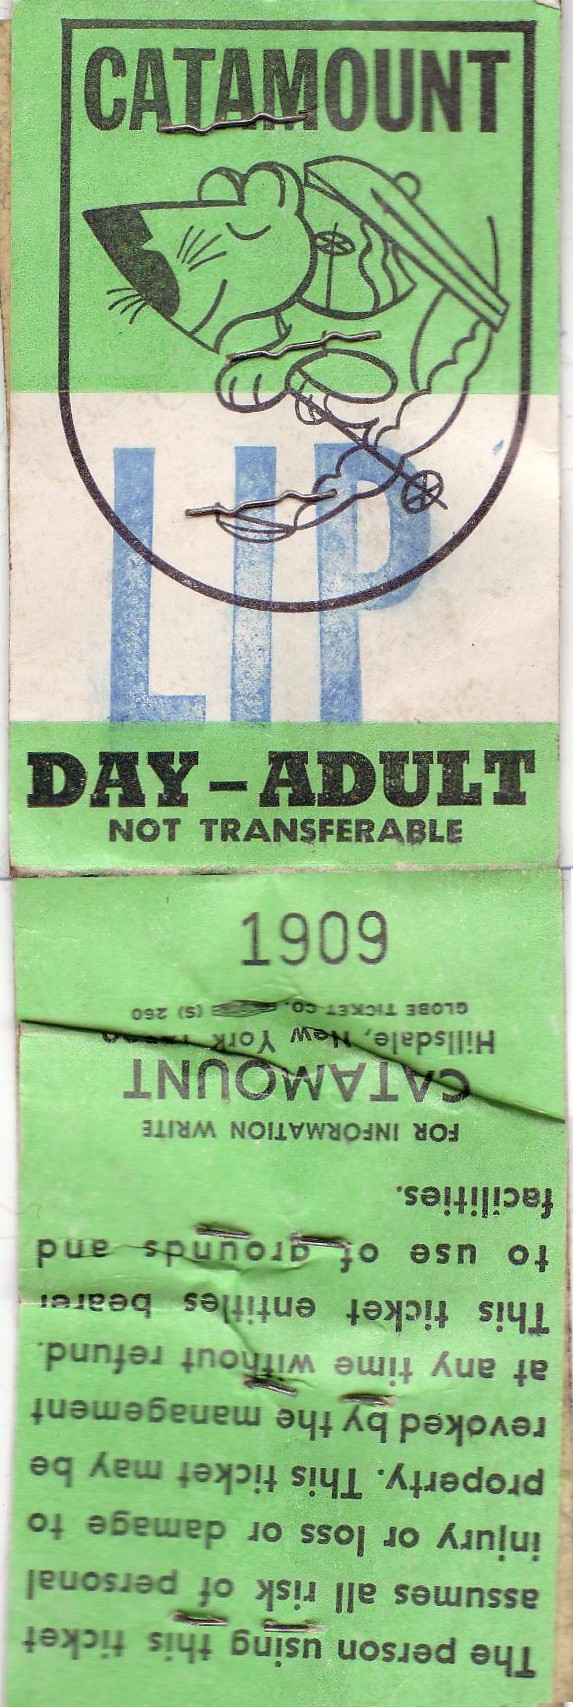 CATAMOUNT
LIP
DAY – ADULT
NOT TRANSFERABLE
1909
The person using this ticket
assumes all risk of personal
injury or loss or damage to
property. This ticket may be
revoked by the management
at any time without refund.
This ticket entitles bearer
to use of grounds and
facilities.
FOR INFORMATION WRITE
CATAMOUNT
Hillsdale, New York
GLOBE TICKET CO. (S) 260